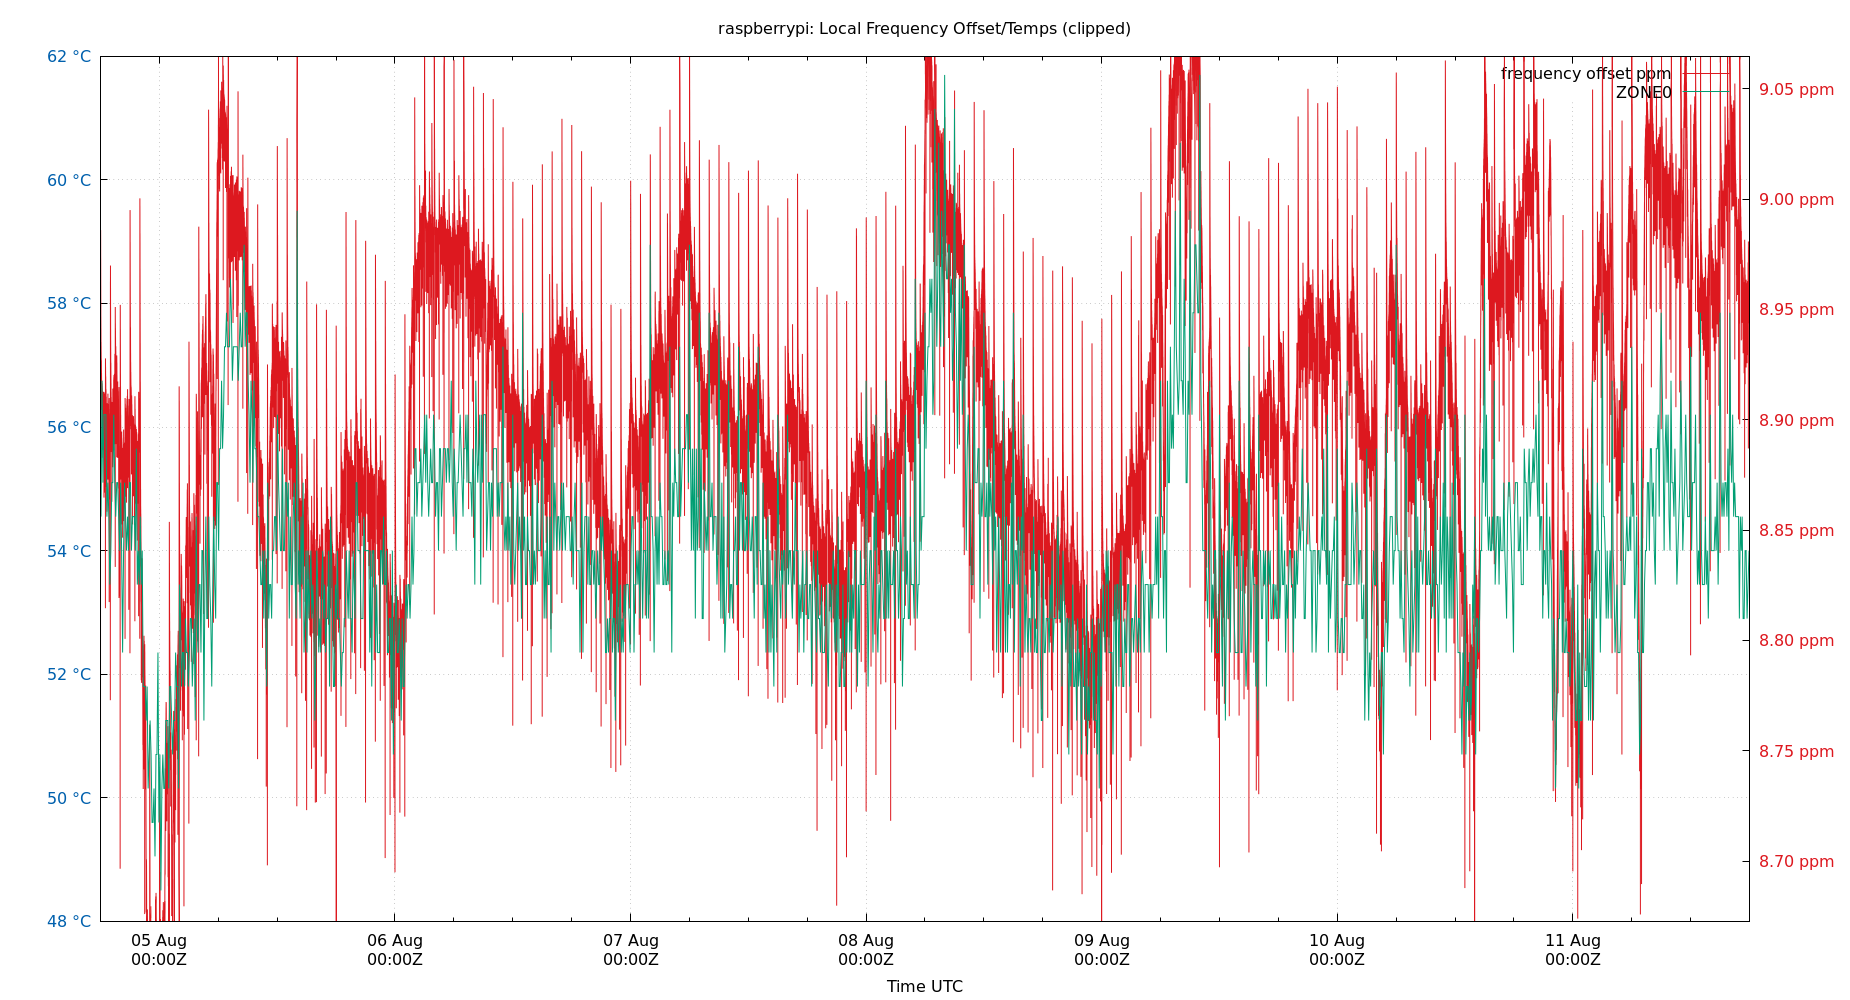 raspberrypi: Local Frequency Offset/Temps (clipped)
62 °C
60 °C
58 °C
56 °C
54 °C
52 °C
50 °C
48 °C
frequency offset ppm
ZONE0
9.05 ppm
9.00 ppm
8.95 ppm
8.90 ppm
8.85 ppm
8.80 ppm
8.75 ppm
8.70 ppm
05 Aug
00:00Z
06 Aug
00:00Z
07 Aug
00:00Z
08 Aug
00:00Z
09 Aug
00:00Z
10 Aug
00:00Z
11 Aug
00:00Z
Time UTC